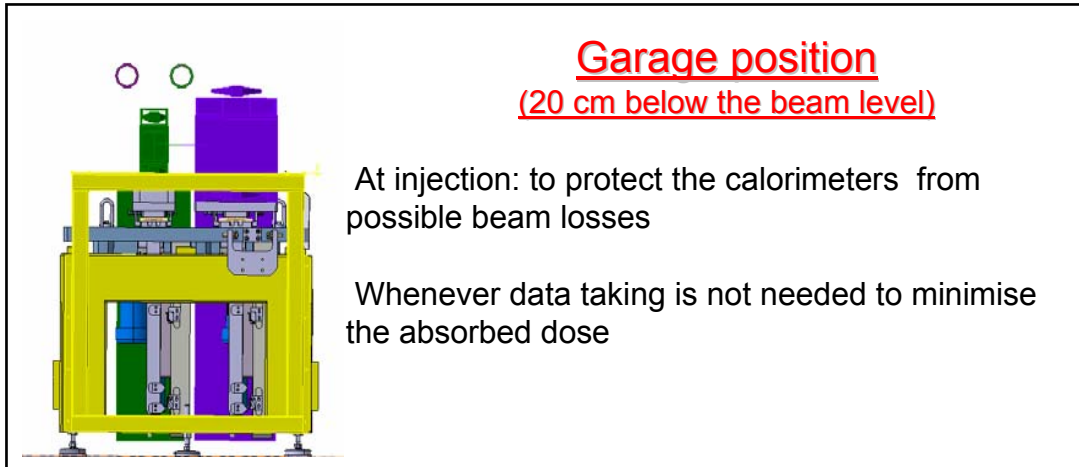 Garage position
(20 cm below the beam level)
At injection: to protect the calorimeters from
possible beam losses
Whenever data taking is not needed to minimise
the absorbed dose